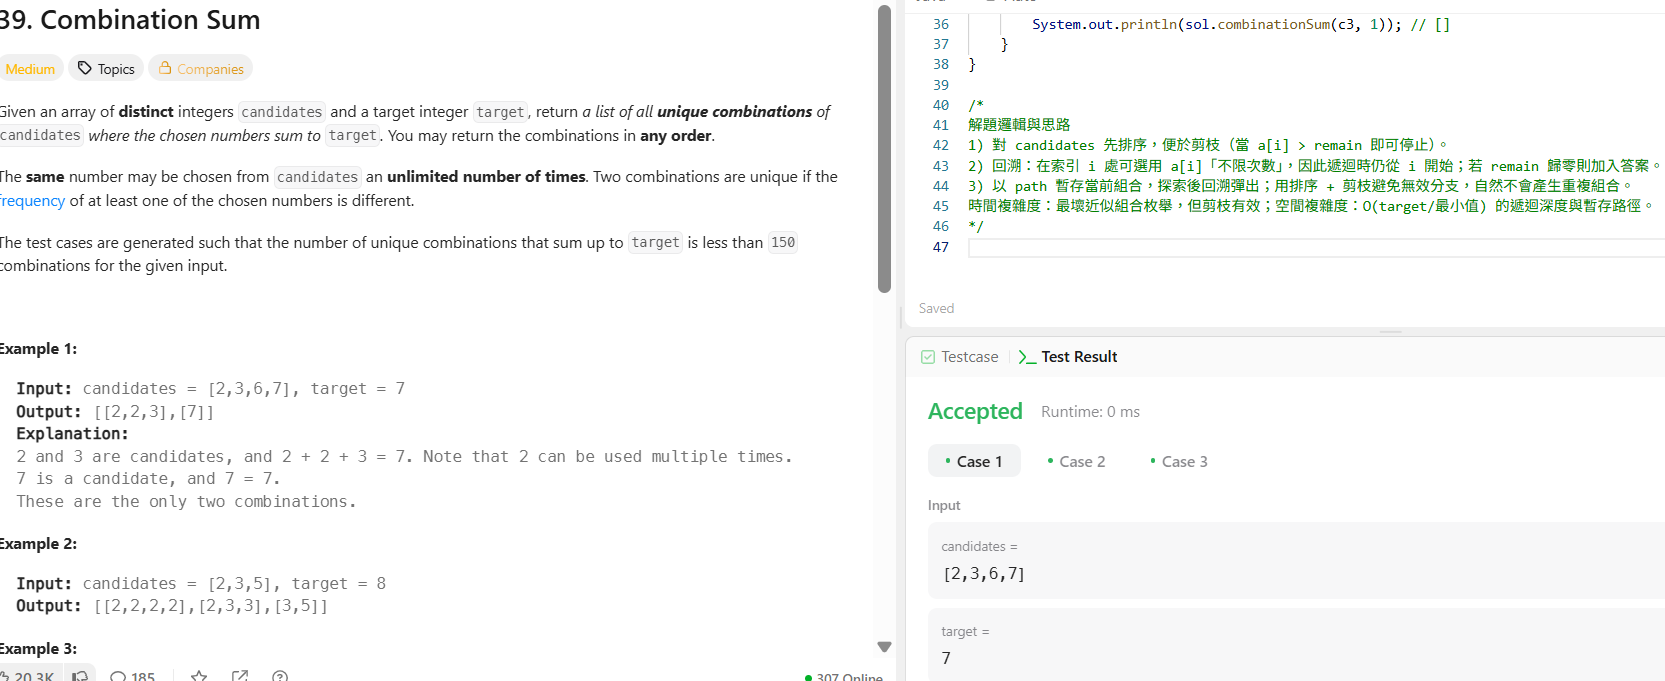 39. Combination Sum
Medium Topics Companies
Given an array of distinct integers candidates and a target integer target, return a list of all unique combinations of
candidates where the chosen numbers sum to target. You may return the combinations in any order.
The same number may be chosen from candidates an unlimited number of times. Two combinations are unique if the
frequency of at least one of the chosen numbers is different.
The test cases are generated such that the number of unique combinations that sum up to target is less than 150
combinations for the given input.
Example 1:
Input: candidates = [2,3,6,7], target = 7
Output: [[2,2,3],[7]]
Explanation:
2 and 3 are candidates, and 2 + 2 + 3 = 7. Note that 2 can be used multiple times.
7 is a candidate, and 7 = 7.
These are the only two combinations.
Example 2:
Input: candidates = [2,3,5], target = 8
Output: [[2,2,2,2],[2,3,3],[3,5]]
Example 3:
20.3K 185 307 Online
36 System.out.println(sol.combinationSum(c3, 1)); // []
37 }
38 }
39
40 /*
41 解題邏輯與思路
42 1) 對 candidates 先排序，便於剪枝（當 a[i] > remain 即可停止）。
43 2) 回溯：在索引 i 處可選用 a[i]「不限次數」，因此遞迴時仍從 i 開始；若 remain 歸零則加入答案。
44 3) 以 path 暫存當前組合，探索後回溯彈出；用排序 + 剪枝避免無效分支，自然不會產生重複組合。
45 時間複雜度：最壞近似組合枚舉，但剪枝有效；空間複雜度：O(target/最小值) 的遞迴深度與暫存路徑。
46 */
47
Saved
Testcase Test Result
Accepted Runtime: 0 ms
Case 1 Case 2 Case 3
Input
candidates =
[2,3,6,7]
target =
7